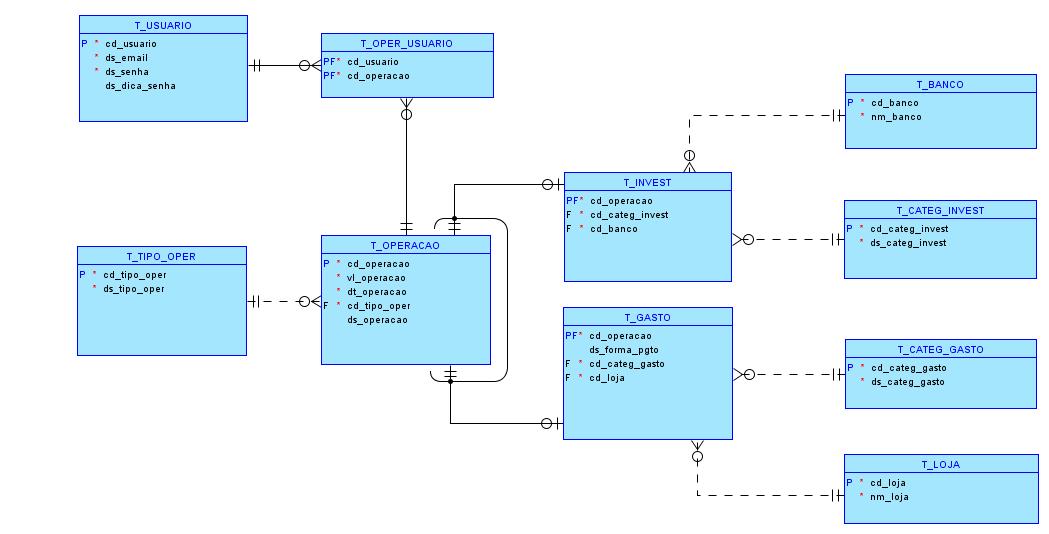 T_USUARIO
P * cd_usuario
* ds_email
* ds_senha
ds_dica_senha
T_OPER_USUARIO
PF* cd_usuario
PF* cd_operacao
T_BANCO
P * cd_banco
* nm_banco
T_INVEST
PF* cd_operacao
F * cd_categ_invest
F * cd_banco
T_CATEG_INVEST
P * cd_categ_invest
* ds_categ_invest
T_TIPO_OPER
P * cd_tipo_oper
* ds_tipo_oper
T_OPERACAO
P * cd_operacao
* vl_operacao
* dt_operacao
F * cd_tipo_oper
ds_operacao
T_GASTO
PF* cd_operacao
ds_forma_pgto
F * cd_categ_gasto
F * cd_loja
T_CATEG_GASTO
P * cd_categ_gasto
* ds_categ_gasto
T_LOJA
P * cd_loja
* nm_loja